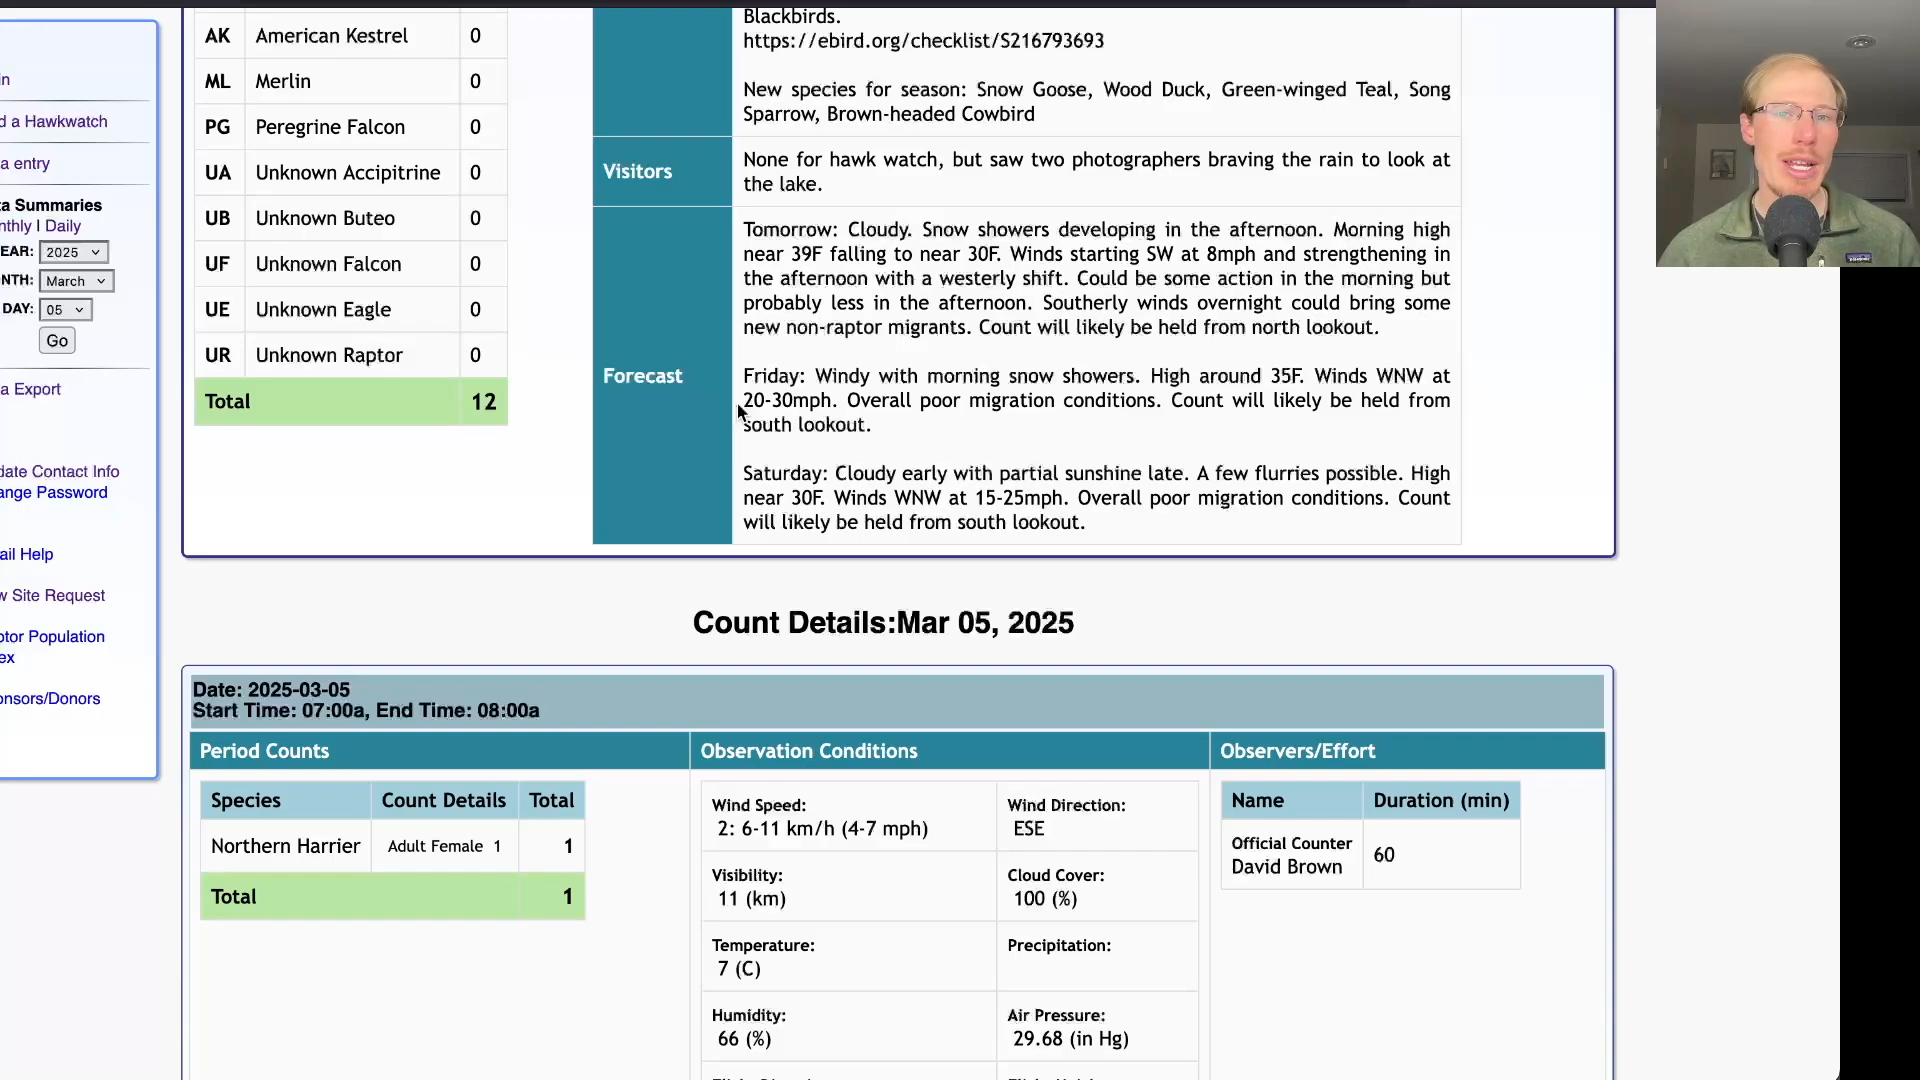 in
d a Hawkwatch
a entry
ta Summaries
nthly | Daily
EAR: 2025
NTH: March
DAY: 05
Go
a Export
date Contact Info
ange Password
ail Help
w Site Request
otor Population
ex
onsors/Donors
AK American Kestrel 0
ML Merlin 0
PG Peregrine Falcon 0
UA Unknown Accipitrine 0
UB Unknown Buteo 0
UF Unknown Falcon 0
UE Unknown Eagle 0
UR Unknown Raptor 0
Total 12
Blackbirds.
https://ebird.org/checklist/S216793693
New species for season: Snow Goose, Wood Duck, Green-winged Teal, Song
Sparrow, Brown-headed Cowbird
Visitors
None for hawk watch, but saw two photographers braving the rain to look at
the lake.
Forecast
Tomorrow: Cloudy. Snow showers developing in the afternoon. Morning high
near 39F falling to near 30F. Winds starting SW at 8mph and strengthening in
the afternoon with a westerly shift. Could be some action in the morning but
probably less in the afternoon. Southerly winds overnight could bring some
new non-raptor migrants. Count will likely be held from north lookout.
Friday: Windy with morning snow showers. High around 35F. Winds WNW at
20-30mph. Overall poor migration conditions. Count will likely be held from
south lookout.
Saturday: Cloudy early with partial sunshine late. A few flurries possible. High
near 30F. Winds WNW at 15-25mph. Overall poor migration conditions. Count
will likely be held from south lookout.
Count Details:Mar 05, 2025
Date: 2025-03-05
Start Time: 07:00a, End Time: 08:00a
Period Counts
Species Count Details Total
Northern Harrier Adult Female 1 1
Total 1
Observation Conditions
Wind Speed: Wind Direction:
2: 6-11 km/h (4-7 mph) ESE
Visibility: Cloud Cover:
11 (km) 100 (%)
Temperature: Precipitation:
7 (C)
Humidity: Air Pressure:
66 (%) 29.68 (in Hg)
Observers/Effort
Name Duration (min)
Official Counter
David Brown 60